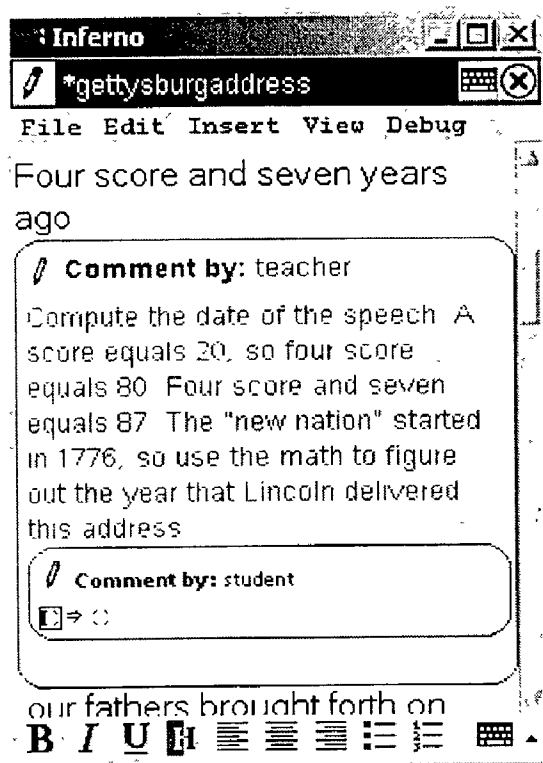 Inferno
*gettysburgaddress
File Edit Insert View Debug
Four score and seven years
ago
Comment by: teacher
Compute the date of the speech A
score equals 20, so four score
equals 80 Four score and seven
equals 87 The "new nation" started
in 1776, so use the math to figure
out the year that Lincoln delivered
this address
Comment by: student
our fathers brought forth on
B I U H